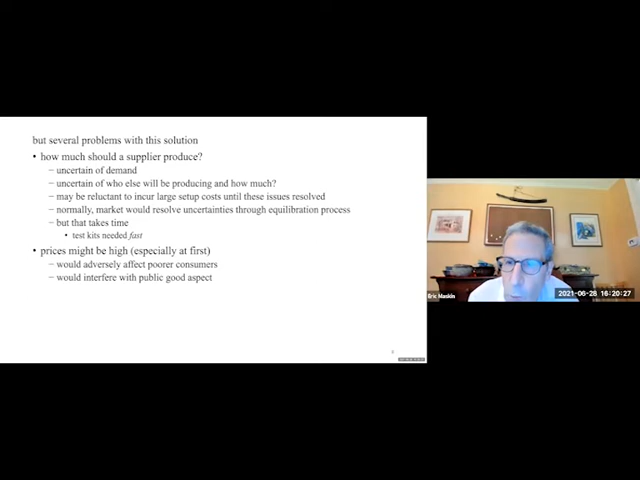 but several problems with this solution
• how much should a supplier produce?
– uncertain of demand
– uncertain of who else will be producing and how much?
– may be reluctant to incur large setup costs until these issues resolved
– normally, market would resolve uncertainties through equilibration process
– but that takes time
• test kits needed fast
• prices might be high (especially at first)
– would adversely affect poorer consumers
– would interfere with public good aspect
Eric Maskin
2021-06-28 16:20:27